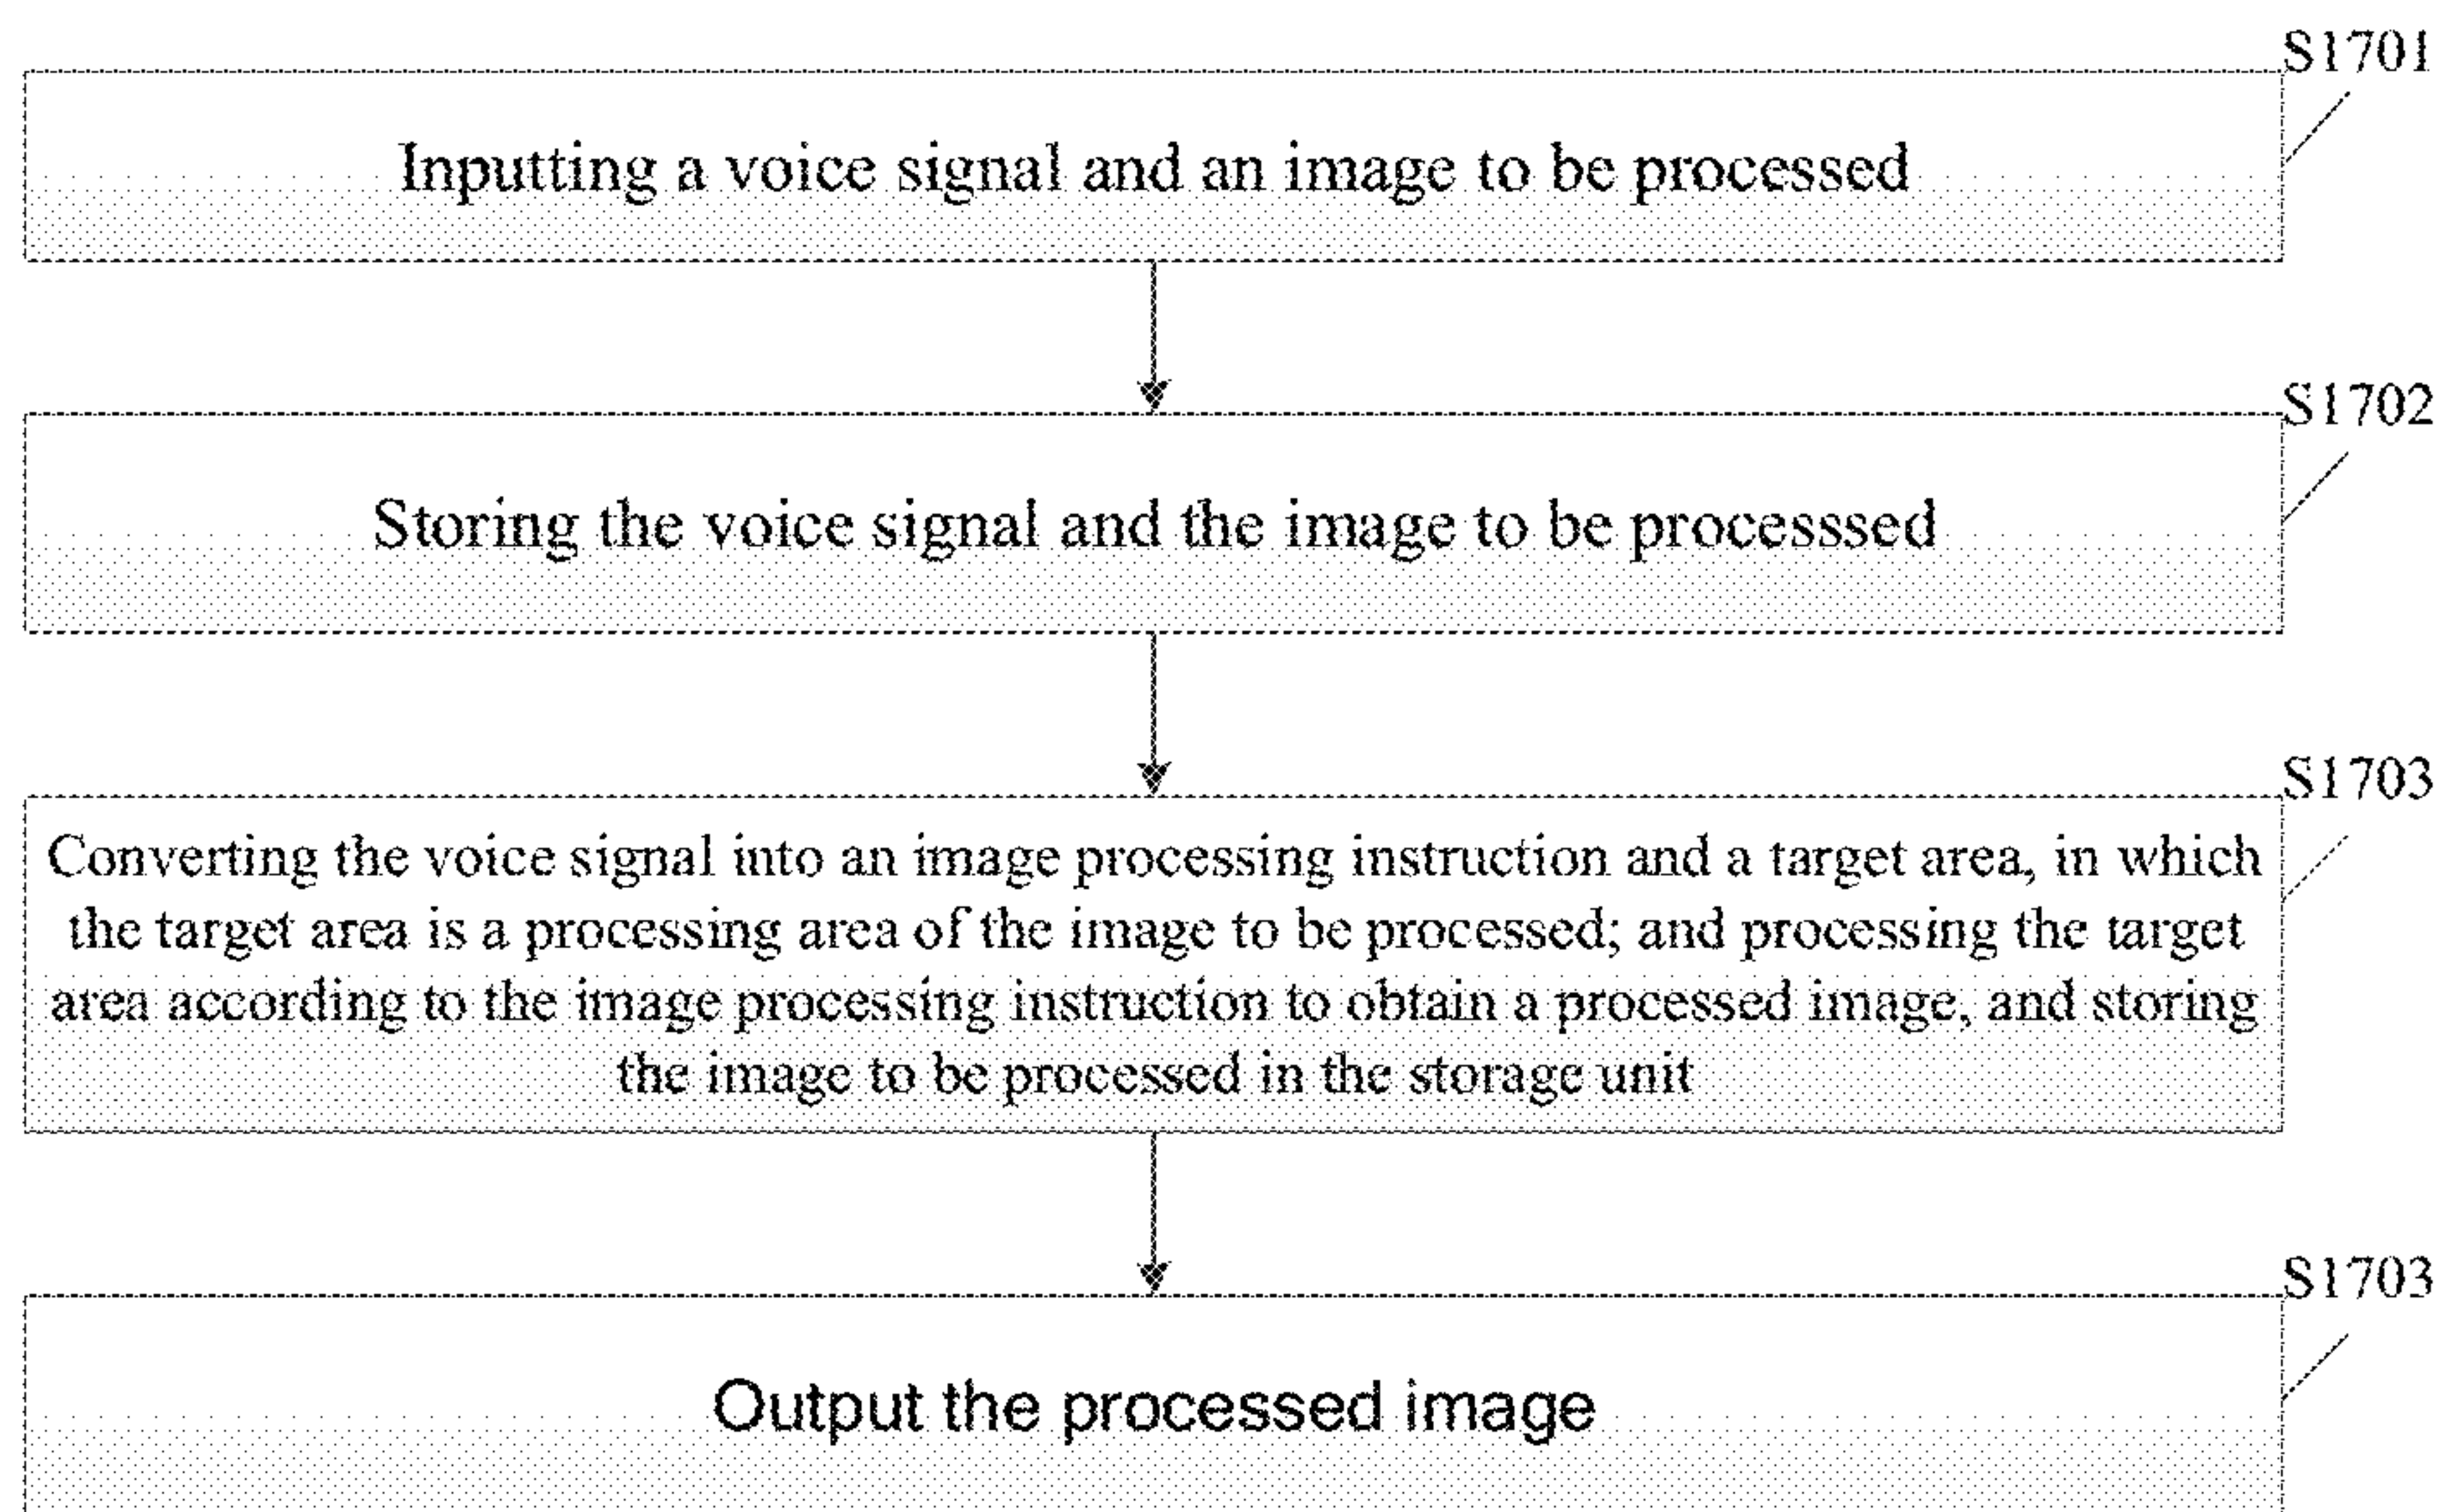 S1701
Inputting a voice signal and an image to be processed
S1702
Storing the voice signal and the image to be processsed
S1703
Converting the voice signal into an image processing instruction and a target area, in which
the target area is a processing area of the image to be processed; and processing the target
area according to the image processing instruction to obtain a processed image, and storing
the image to be processed in the storage unit
S1703
Output the processed image